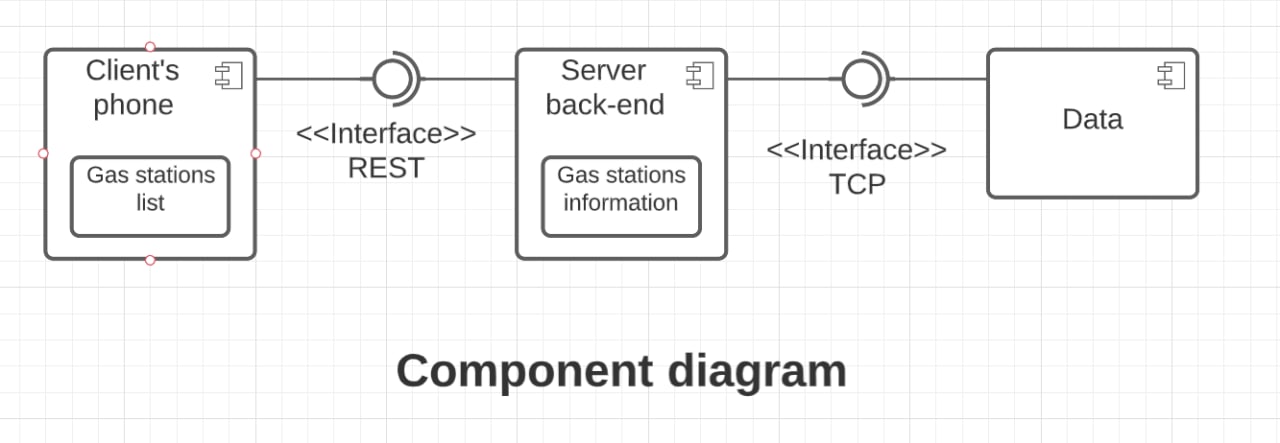 Client's
phone
Gas stations
list
<<Interface>>
REST
Server
back-end
Gas stations
information
<<Interface>>
TCP
Data
Component diagram